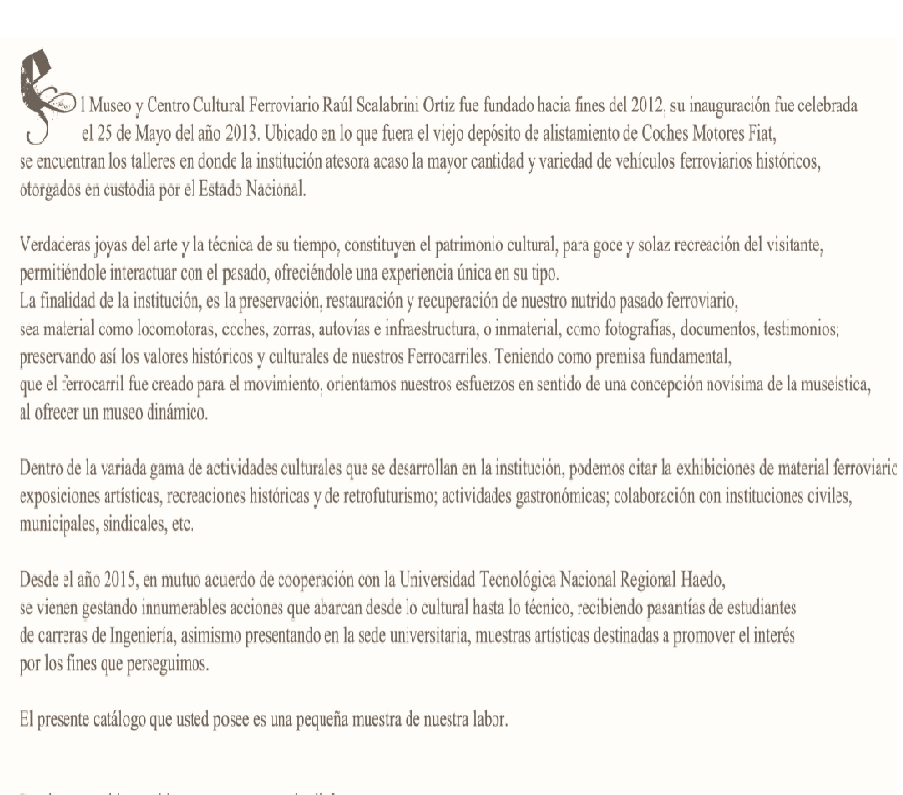 El Museo y Centro Cultural Ferroviario Raúl Scalabrini Ortiz fue fundado hacia fines del 2012, su inauguración fue celebrada
el 25 de Mayo del año 2013. Ubicado en lo que fuera el viejo depósito de alistamiento de Coches Motores Fiat,
se encuentran los talleres en donde la institución atesora acaso la mayor cantidad y variedad de vehículos ferroviarios históricos,
otorgados en custodia por el Estado Nacional.
Verdaderas joyas del arte y la técnica de su tiempo, constituyen el patrimonio cultural, para goce y solaz recreación del visitante,
permitiéndole interactuar con el pasado, ofreciéndole una experiencia única en su tipo.
La finalidad de la institución, es la preservación, restauración y recuperación de nuestro nutrido pasado ferroviario,
sea material como locomotoras, coches, zorras, autovías e infraestructura, o inmaterial, como fotografías, documentos, testimonios;
preservando así los valores históricos y culturales de nuestros Ferrocarriles. Teniendo como premisa fundamental,
que el ferrocarril fue creado para el movimiento, orientamos nuestros esfuerzos en sentido de una concepción novísima de la museística,
al ofrecer un museo dinámico.
Dentro de la variada gama de actividades culturales que se desarrollan en la institución, podemos citar la exhibiciones de material ferroviario
exposiciones artísticas, recreaciones históricas y de retrofuturismo; actividades gastronómicas; colaboración con instituciones civiles,
municipales, sindicales, etc.
Desde el año 2015, en mutuo acuerdo de cooperación con la Universidad Tecnológica Nacional Regional Haedo,
se vienen gestando innumerables acciones que abarcan desde lo cultural hasta lo técnico, recibiendo pasantías de estudiantes
de carreras de Ingeniería, asimismo presentando en la sede universitaria, muestras artísticas destinadas a promover el interés
por los fines que perseguimos.
El presente catálogo que usted posee es una pequeña muestra de nuestra labor.